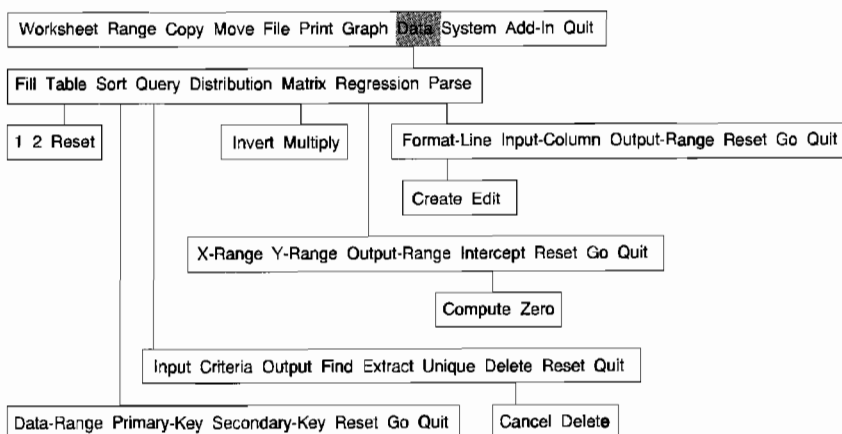 Worksheet Range Copy Move File Print Graph Data System Add-In Quit
Fill Table Sort Query Distribution Matrix Regression Parse
1 2 Reset
Invert Multiply
Format-Line Input-Column Output-Range Reset Go Quit
Create Edit
X-Range Y-Range Output-Range Intercept Reset Go Quit
Compute Zero
Input Criteria Output Find Extract Unique Delete Reset Quit
Data-Range Primary-Key Secondary-Key Reset Go Quit
Cancel Delete